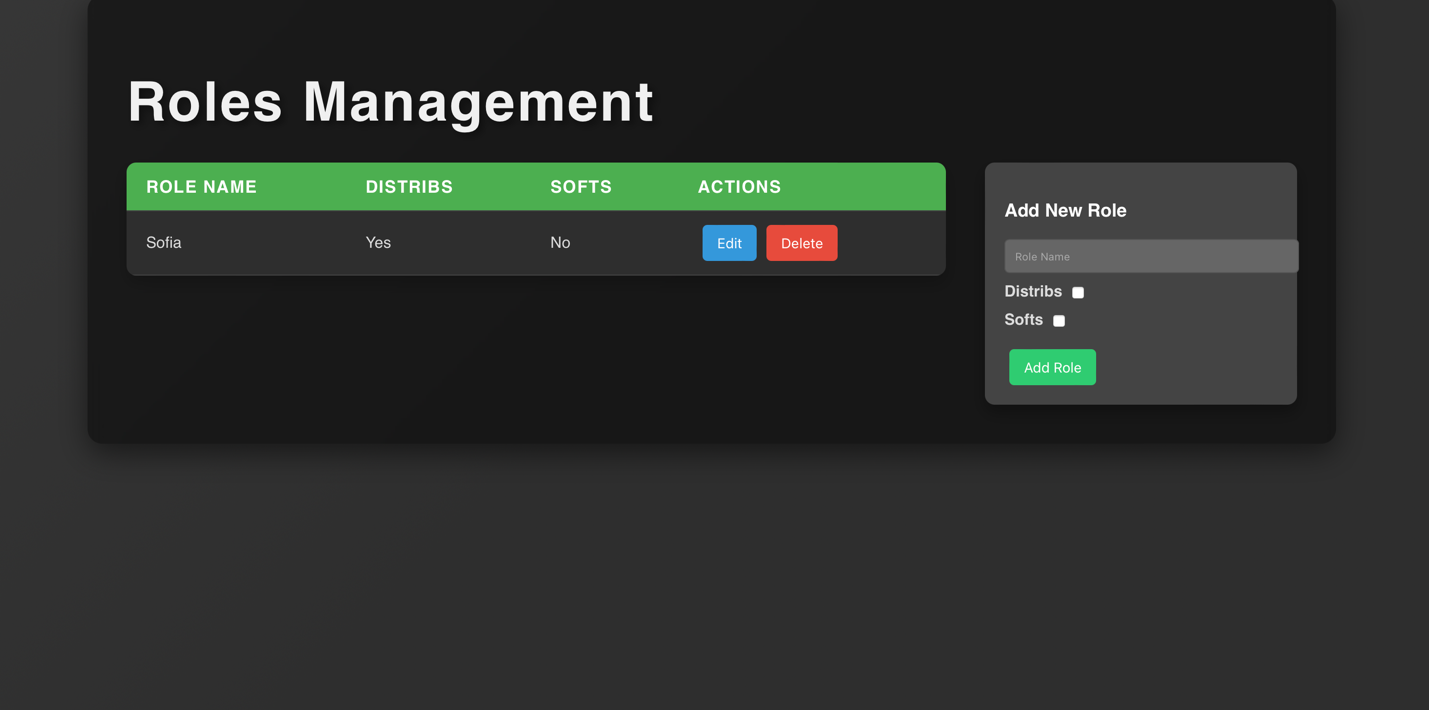 Roles Management
ROLE NAME DISTRIBS SOFTS ACTIONS
Sofia Yes No Edit Delete
Add New Role
Role Name
Distribs
Softs
Add Role